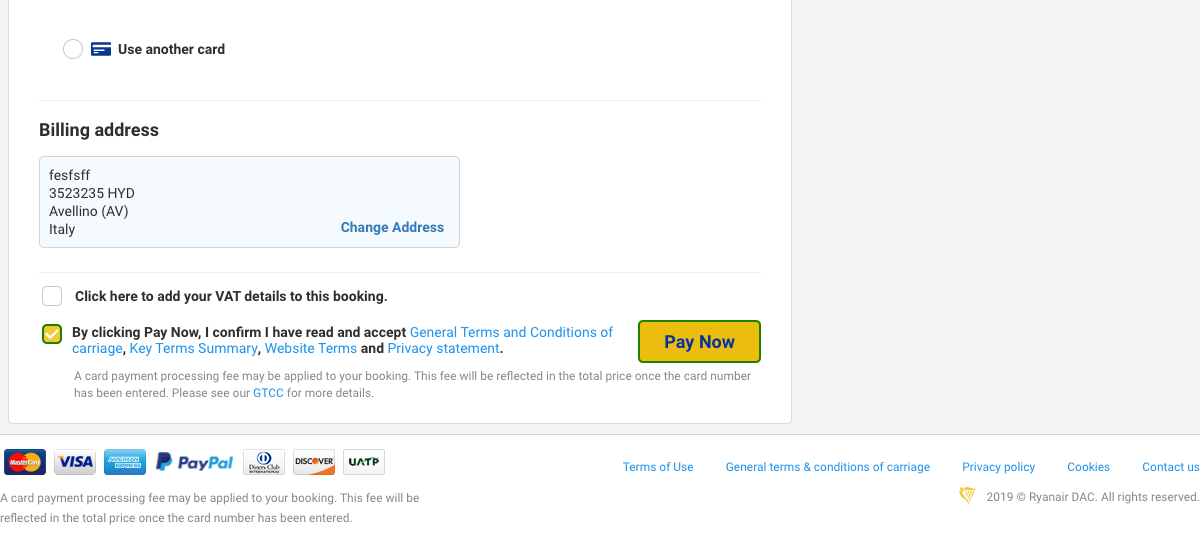 Use another card
Billing address
fesfsff
3523235 HYD
Avellino (AV)
Italy
Change Address
Click here to add your VAT details to this booking.
By clicking Pay Now, I confirm I have read and accept General Terms and Conditions of
carriage, Key Terms Summary, Website Terms and Privacy statement.
Pay Now
A card payment processing fee may be applied to your booking. This fee will be reflected in the total price once the card number
has been entered. Please see our GTCC for more details.
MasterCard VISA AMERICAN EXPRESS PayPal Diners Club INTERNATIONAL DISCOVER UATP
Terms of Use General terms & conditions of carriage Privacy policy Cookies Contact us
A card payment processing fee may be applied to your booking. This fee will be
reflected in the total price once the card number has been entered.
2019 © Ryanair DAC. All rights reserved.